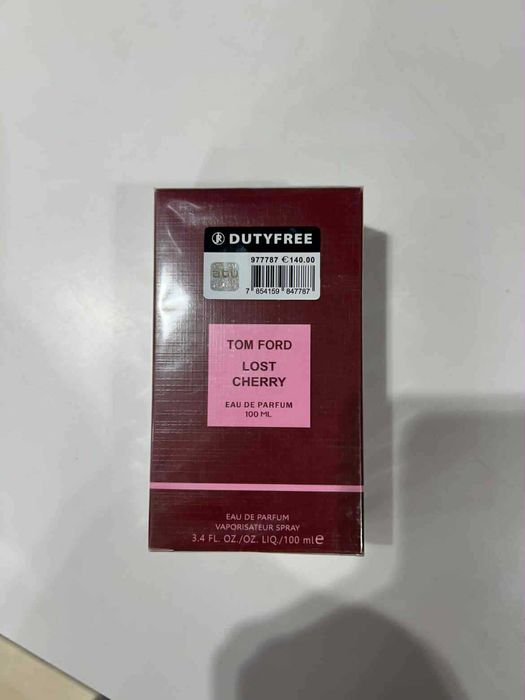 DUTYFREE
977787 €140.00
7 854159 847787
TOM FORD
LOST
CHERRY
EAU DE PARFUM
100 ML
EAU DE PARFUM
VAPORISATEUR SPRAY
3.4 FL. OZ./OZ. LIQ./100 ml℮